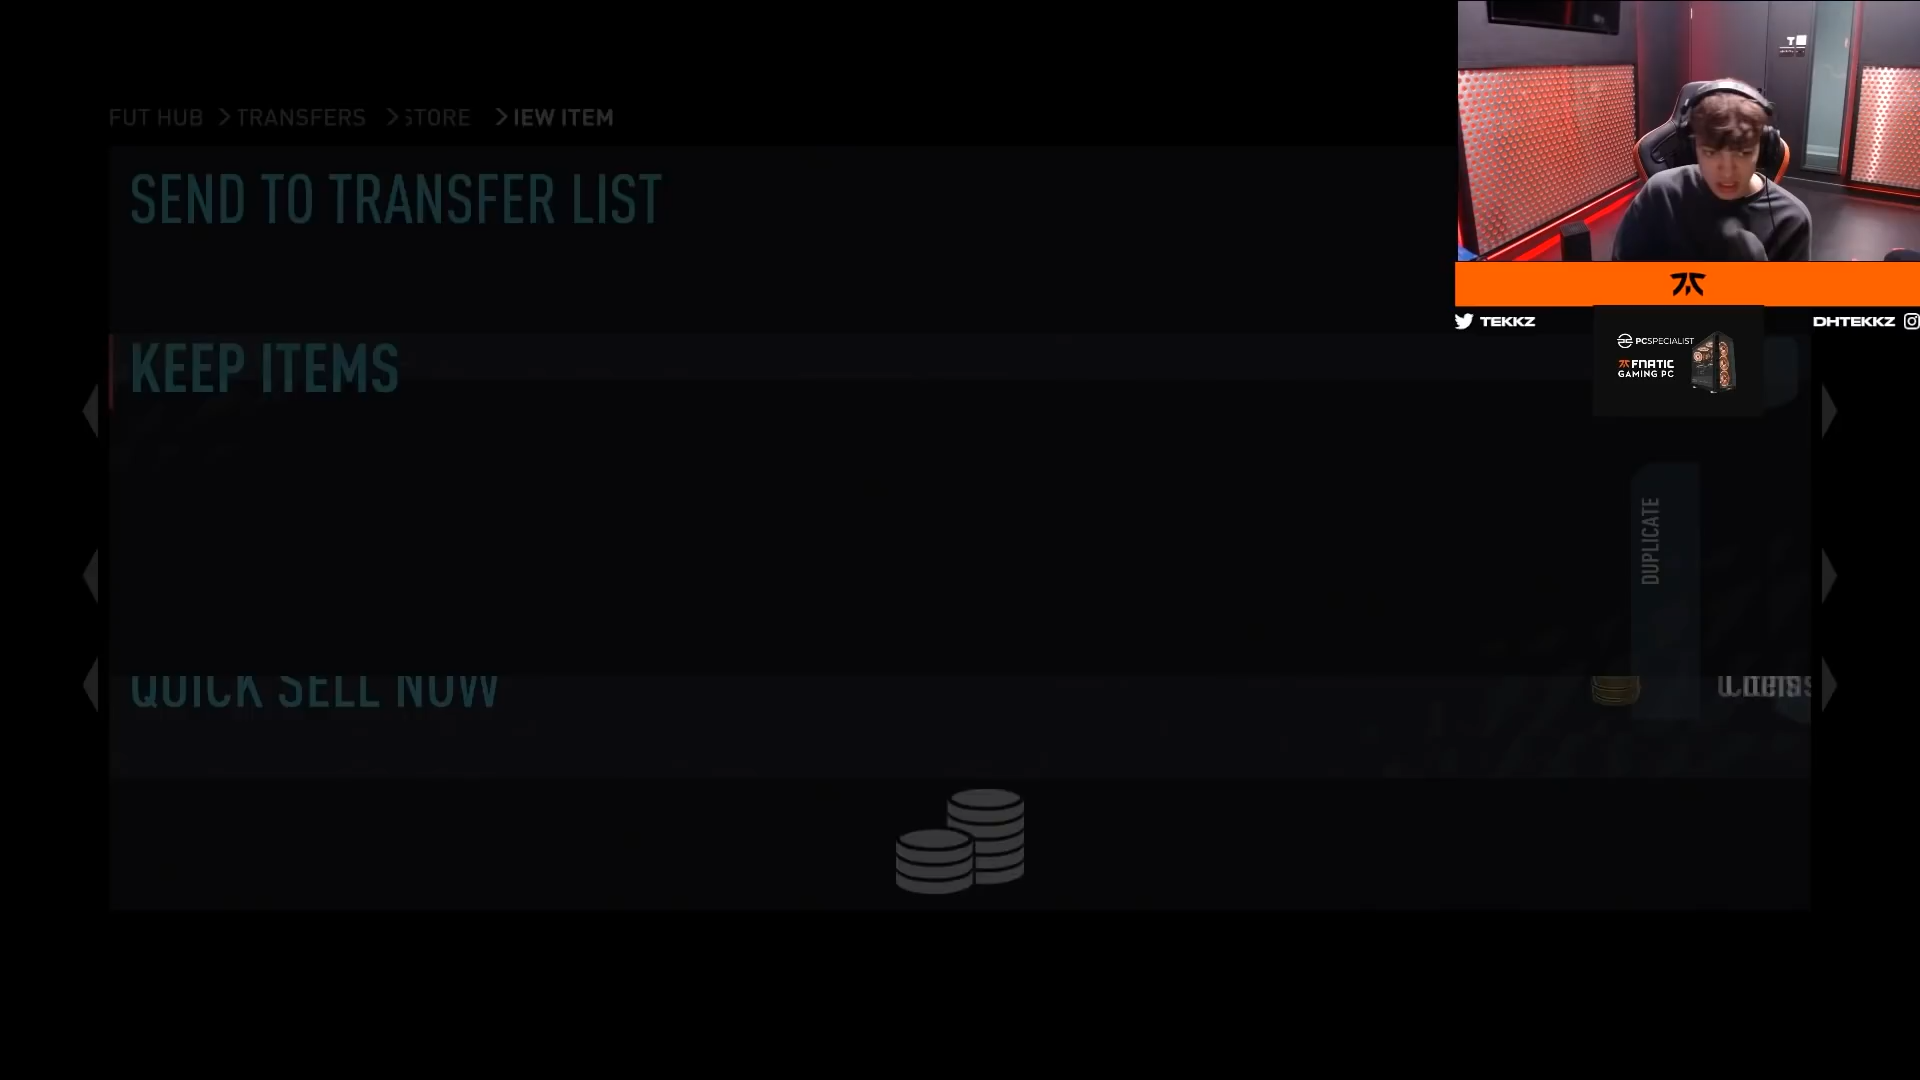 FUT HUB > TRANSFERS > STORE > IEW ITEM
SEND TO TRANSFER LIST
KEEP ITEMS
DUPLICATE
QUICK SELL NOW
TEKKZ
DHTEKKZ
PCSPECIALIST
FNATIC
GAMING PC